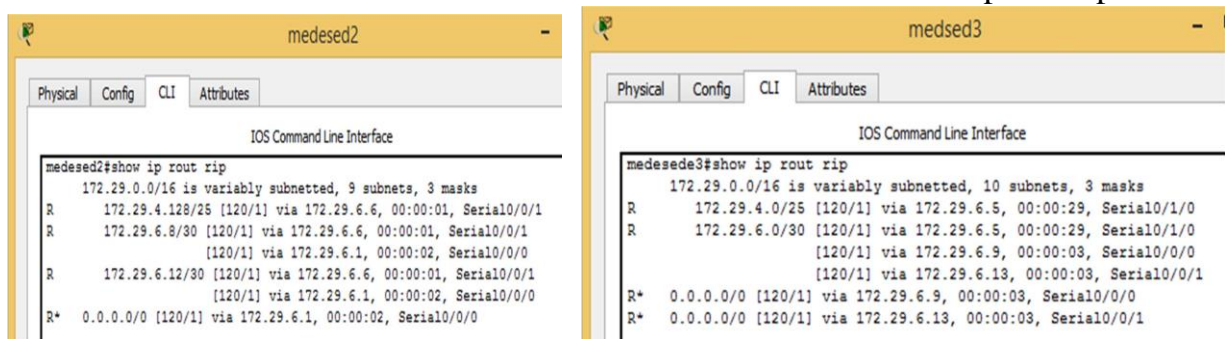 medesed2
Physical Config CLI Attributes
IOS Command Line Interface
medesed2#show ip rout rip
172.29.0.0/16 is variably subnetted, 9 subnets, 3 masks
R 172.29.4.128/25 [120/1] via 172.29.6.6, 00:00:01, Serial0/0/1
R 172.29.6.8/30 [120/1] via 172.29.6.6, 00:00:01, Serial0/0/1
[120/1] via 172.29.6.1, 00:00:02, Serial0/0/0
R 172.29.6.12/30 [120/1] via 172.29.6.6, 00:00:01, Serial0/0/1
[120/1] via 172.29.6.1, 00:00:02, Serial0/0/0
R* 0.0.0.0/0 [120/1] via 172.29.6.1, 00:00:02, Serial0/0/0
medsed3
Physical Config CLI Attributes
IOS Command Line Interface
medesede3#show ip rout rip
172.29.0.0/16 is variably subnetted, 10 subnets, 3 masks
R 172.29.4.0/25 [120/1] via 172.29.6.5, 00:00:29, Serial0/1/0
R 172.29.6.0/30 [120/1] via 172.29.6.5, 00:00:29, Serial0/1/0
[120/1] via 172.29.6.9, 00:00:03, Serial0/0/0
[120/1] via 172.29.6.13, 00:00:03, Serial0/0/1
R* 0.0.0.0/0 [120/1] via 172.29.6.9, 00:00:03, Serial0/0/0
R* 0.0.0.0/0 [120/1] via 172.29.6.13, 00:00:03, Serial0/0/1